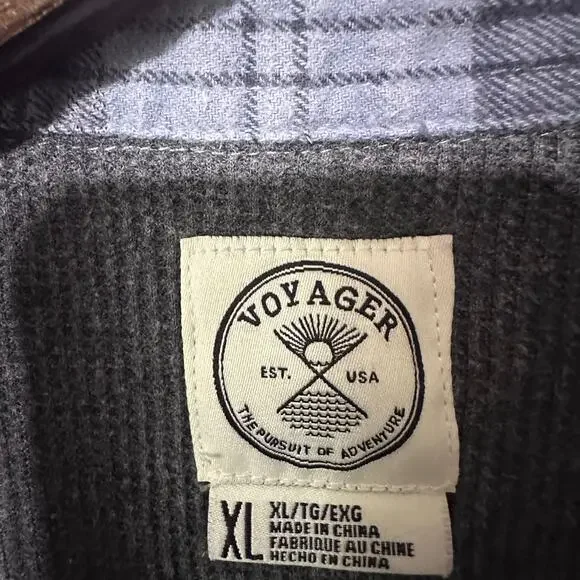 VOYAGER
EST. USA
THE PURSUIT OF ADVENTURE
XL
XL/TG/EXG
MADE IN CHINA
FABRIQUE AU CHINE
HECHO EN CHINA